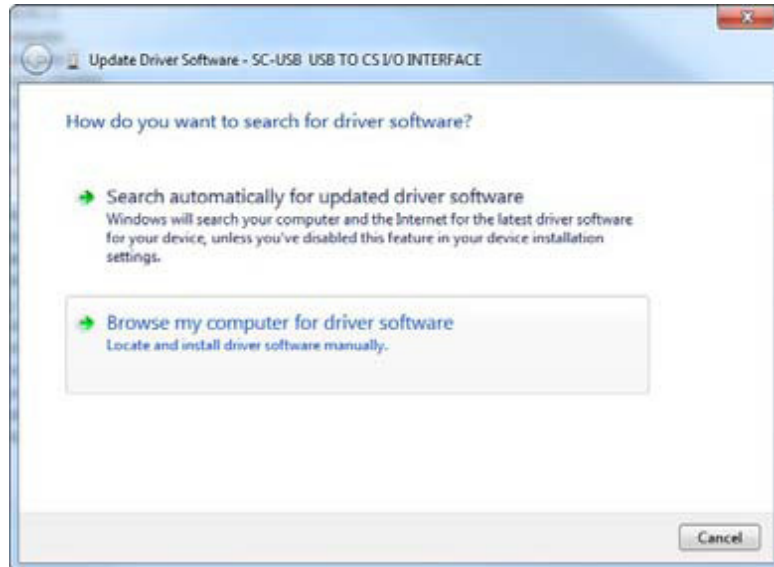 Update Driver Software - SC-USB USB TO CS I/O INTERFACE
How do you want to search for driver software?
Search automatically for updated driver software
Windows will search your computer and the Internet for the latest driver software
for your device, unless you've disabled this feature in your device installation
settings.
Browse my computer for driver software
Locate and install driver software manually.
Cancel